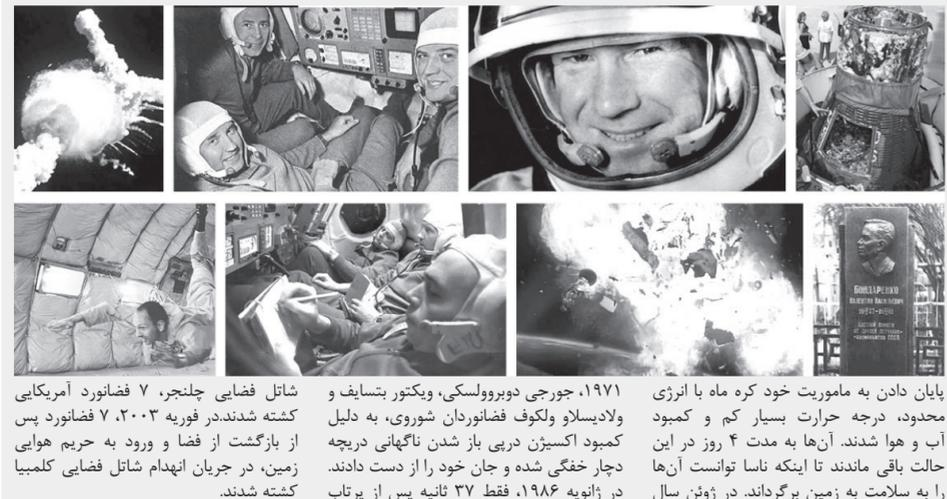 БОНДАРЕНКО
ВАЛЕНТИН ВАСИЛЬЕВИЧ
پایان دادن به ماموریت خود کره ماه با انرژی
محدود، درجه حرارت بسیار کم و کمبود
آب و هوا شدند. آن‌ها به مدت ۴ روز در این
حالت باقی ماندند تا اینکه ناسا توانست آن‌ها
را به سلامت به زمین برگرداند. در ژوئن سال
۱۹۷۱، جورجی دوبروولسکی، ویکتور بتسایف و
ولادیسلاو ولکوف فضانوردان شوروی، به دلیل
کمبود اکسیژن درپی باز شدن ناگهانی دریچه
دچار خفگی شده و جان خود را از دست دادند.
در ژانویه ۱۹۸۶، فقط ۳۷ ثانیه پس از پرتاب
شاتل فضایی چلنجر، ۷ فضانورد آمریکایی
کشته شدند.در فوریه ۲۰۰۳، ۷ فضانورد پس
از بازگشت از فضا و ورود به حریم هوایی
زمین، در جریان انهدام شاتل فضایی کلمبیا
کشته شدند.